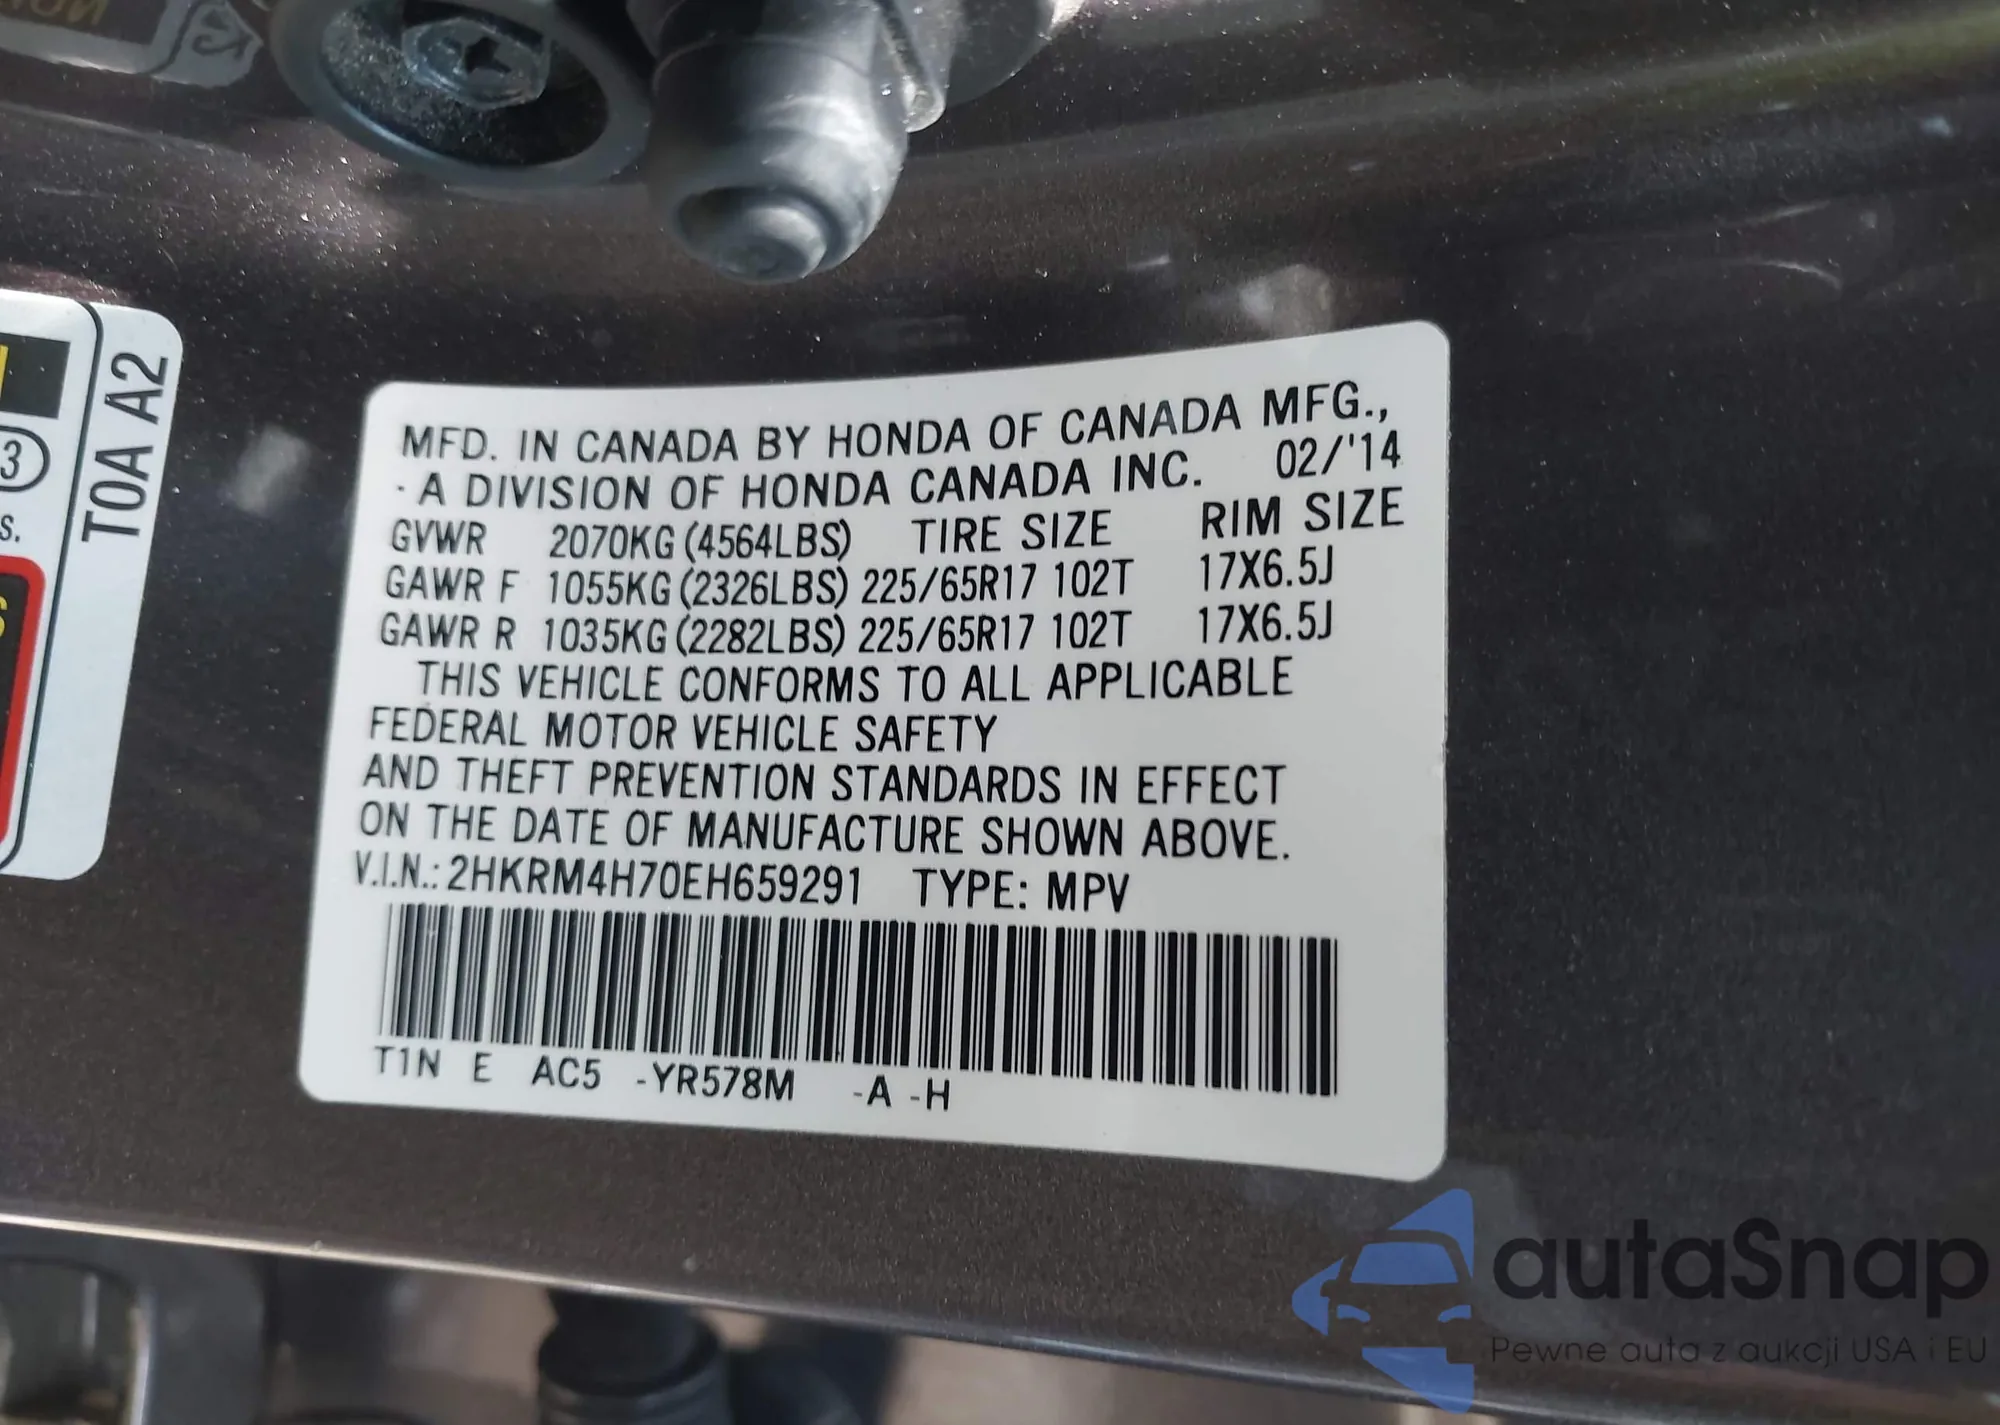 MFD. IN CANADA BY HONDA OF CANADA MFG.,
- A DIVISION OF HONDA CANADA INC. 02/'14
GVWR 2070KG (4564LBS) TIRE SIZE RIM SIZE
GAWR F 1055KG (2326LBS) 225/65R17 102T 17X6.5J
GAWR R 1035KG (2282LBS) 225/65R17 102T 17X6.5J
THIS VEHICLE CONFORMS TO ALL APPLICABLE
FEDERAL MOTOR VEHICLE SAFETY
AND THEFT PREVENTION STANDARDS IN EFFECT
ON THE DATE OF MANUFACTURE SHOWN ABOVE.
V.I.N.: 2HKRM4H70EH659291 TYPE: MPV
T1N E AC5 -YR578M -A -H
T0A A2
3
s.
S
autaSnap
Pewne auta z aukcji USA i EU